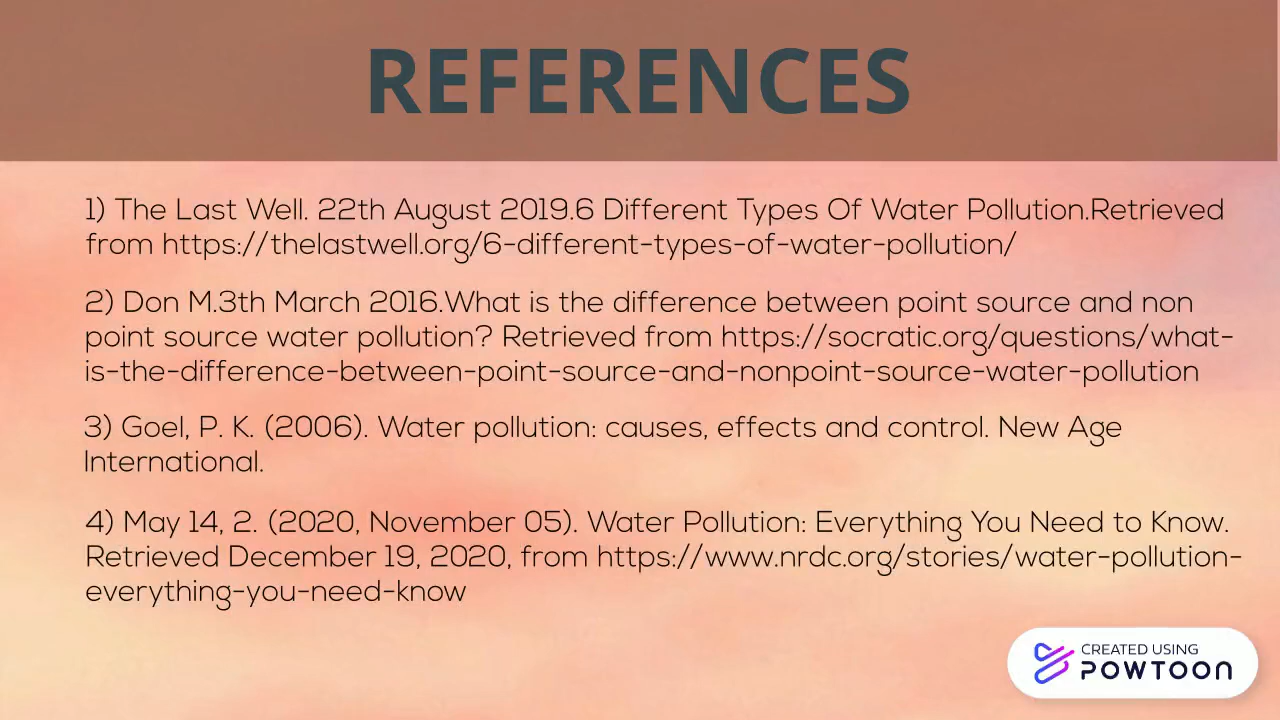 REFERENCES
1) The Last Well. 22th August 2019.6 Different Types Of Water Pollution.Retrieved
from https://thelastwell.org/6-different-types-of-water-pollution/
2) Don M.3th March 2016.What is the difference between point source and non
point source water pollution? Retrieved from https://socratic.org/questions/what-
is-the-difference-between-point-source-and-nonpoint-source-water-pollution
3) Goel, P. K. (2006). Water pollution: causes, effects and control. New Age
International.
4) May 14, 2. (2020, November 05). Water Pollution: Everything You Need to Know.
Retrieved December 19, 2020, from https://www.nrdc.org/stories/water-pollution-
everything-you-need-know
CREATED USING
POWTOON